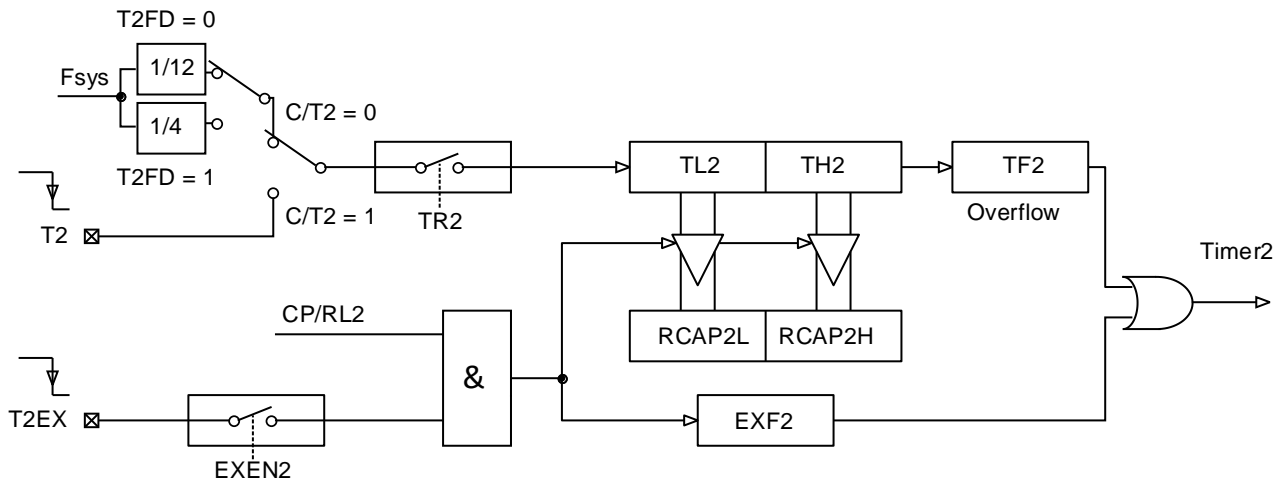 T2FD = 0
1/12
Fsys
C/T2 = 0
1/4
T2FD = 1
TL2
TH2
TF2
C/T2 = 1
TR2
Overflow
T2
Timer2
CP/RL2
RCAP2L
RCAP2H
&
T2EX
EXF2
EXEN2